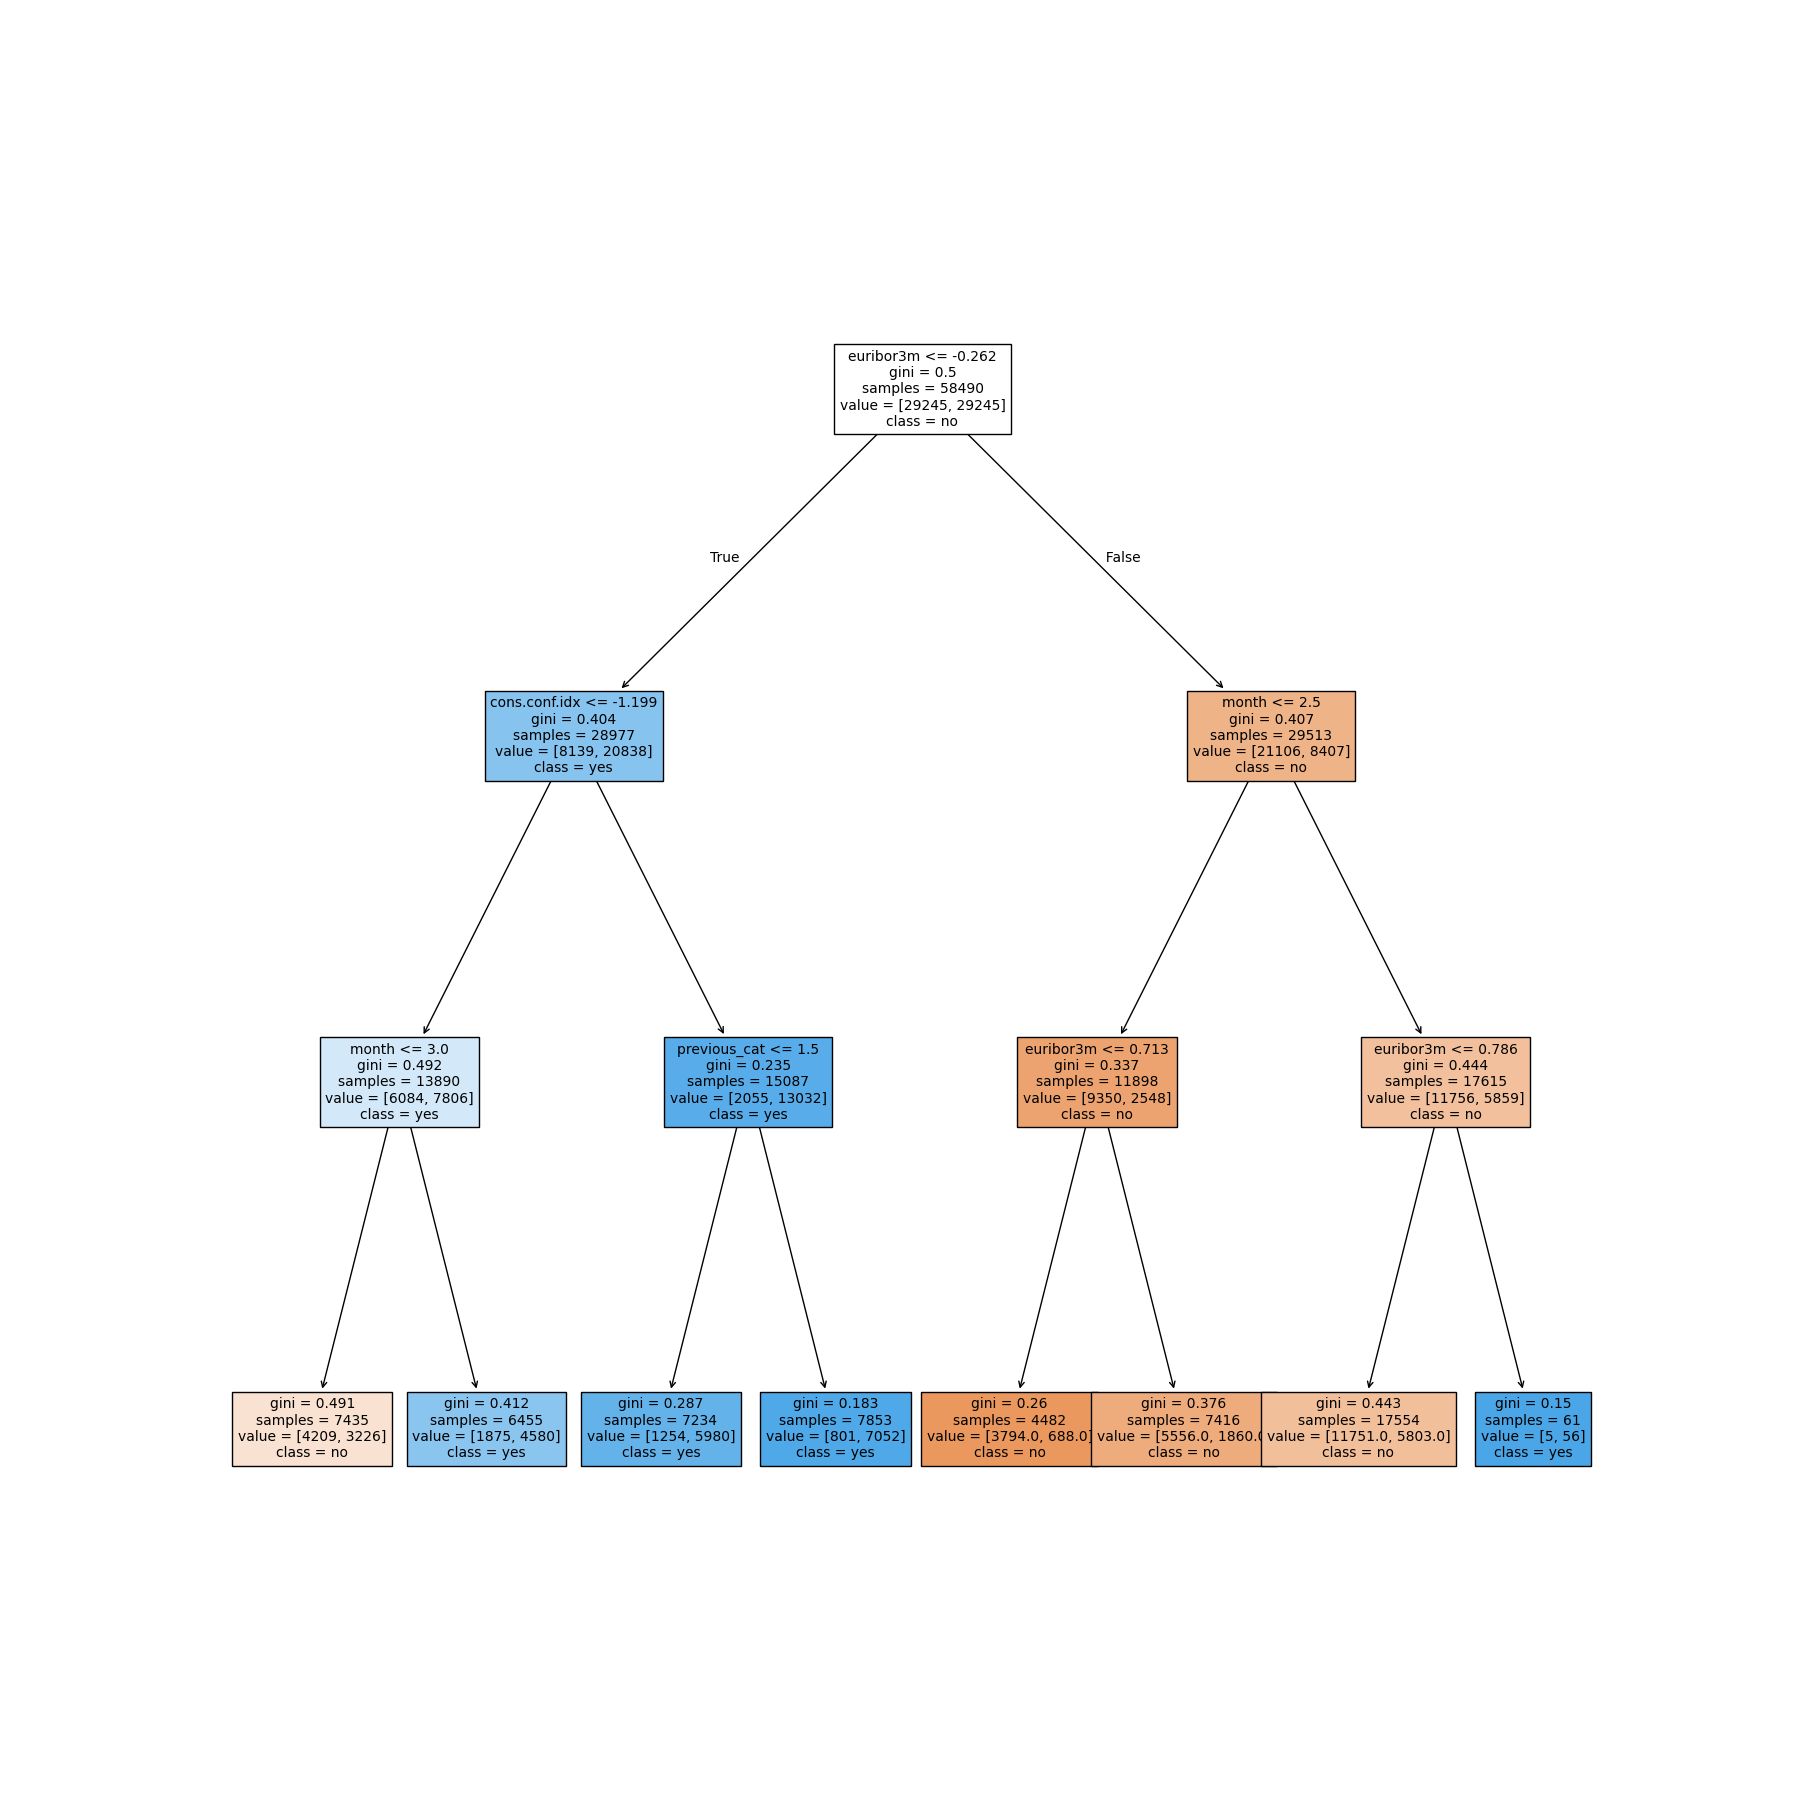 euribor3m <= -0.262
gini = 0.5
samples = 58490
value = [29245, 29245]
class = no
True
False
cons.conf.idx <= -1.199
gini = 0.404
samples = 28977
value = [8139, 20838]
class = yes
month <= 2.5
gini = 0.407
samples = 29513
value = [21106, 8407]
class = no
month <= 3.0
gini = 0.492
samples = 13890
value = [6084, 7806]
class = yes
previous_cat <= 1.5
gini = 0.235
samples = 15087
value = [2055, 13032]
class = yes
euribor3m <= 0.713
gini = 0.337
samples = 11898
value = [9350, 2548]
class = no
euribor3m <= 0.786
gini = 0.444
samples = 17615
value = [11756, 5859]
class = no
gini = 0.491
samples = 7435
value = [4209, 3226]
class = no
gini = 0.412
samples = 6455
value = [1875, 4580]
class = yes
gini = 0.287
samples = 7234
value = [1254, 5980]
class = yes
gini = 0.183
samples = 7853
value = [801, 7052]
class = yes
gini = 0.26
samples = 4482
value = [3794.0, 688.0]
class = no
gini = 0.376
samples = 7416
value = [5556.0, 1860.0
class = no
gini = 0.443
samples = 17554
value = [11751.0, 5803.0]
class = no
gini = 0.15
samples = 61
value = [5, 56]
class = yes